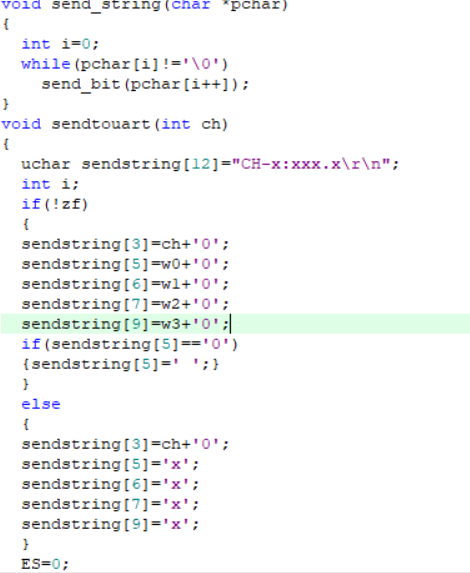 void send_string(char *pchar)
{
  int i=0;
  while(pchar[i]!='\0')
    send_bit(pchar[i++]);
}
void sendtouart(int ch)
{
  uchar sendstring[12]="CH-x:xxx.x\r\n";
  int i;
  if(!zf)
  {
  sendstring[3]=ch+'0';
  sendstring[5]=w0+'0';
  sendstring[6]=w1+'0';
  sendstring[7]=w2+'0';
  sendstring[9]=w3+'0';
  if(sendstring[5]=='0')
  {sendstring[5]=' ';}
  }
  else
  {
  sendstring[3]=ch+'0';
  sendstring[5]='x';
  sendstring[6]='x';
  sendstring[7]='x';
  sendstring[9]='x';
  }
  ES=0;